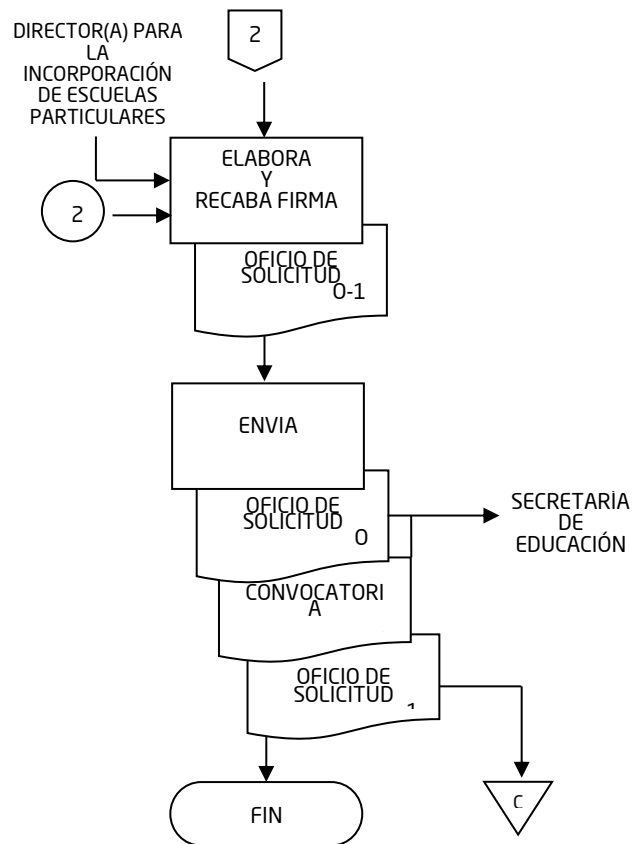 DIRECTOR(A) PARA
LA
INCORPORACIÓN
DE ESCUELAS
PARTICULARES
2
ELABORA
Y
RECABA FIRMA
2
OFICIO DE
SOLICITUD
O-1
ENVIA
OFICIO DE
SOLICITUD
O
SECRETARÍA
DE
EDUCACIÓN
CONVOCATORI
A
OFICIO DE
SOLICITUD
1
FIN
C